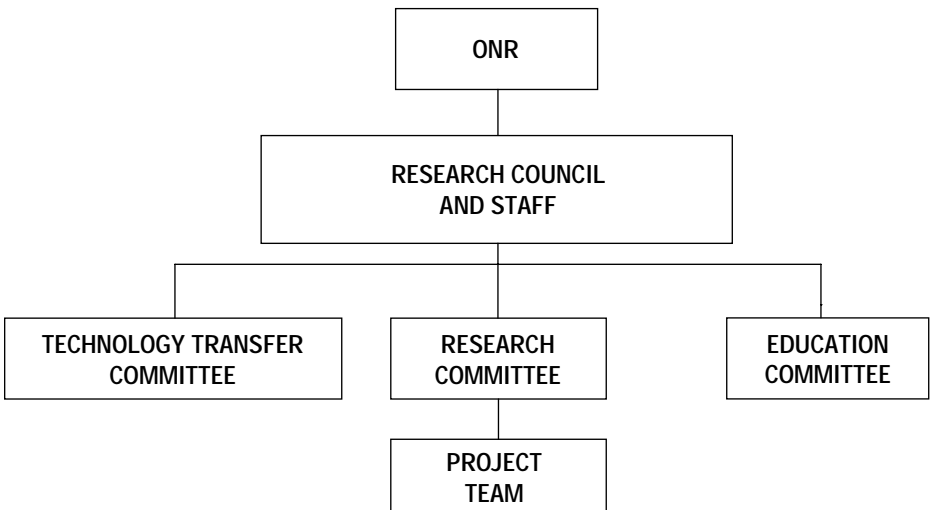 ONR
RESEARCH COUNCIL
AND STAFF
TECHNOLOGY TRANSFER
COMMITTEE
RESEARCH
COMMITTEE
EDUCATION
COMMITTEE
PROJECT
TEAM